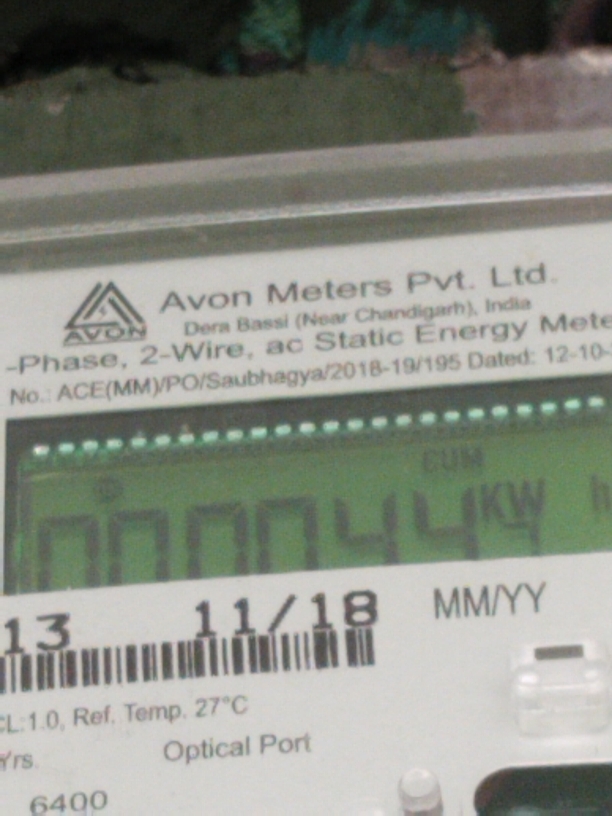 AVON
Avon Meters Pvt. Ltd.
Dera Bassi (Near Chandigarh), India
-Phase, 2-Wire, ac Static Energy Mete
No.: ACE(MM)/PO/Saubhagya/2018-19/195 Dated: 12-10-
CUM
000044 KW h
13 11/18 MM/YY
CL:1.0, Ref. Temp. 27°C
Yrs.
Optical Port
6400